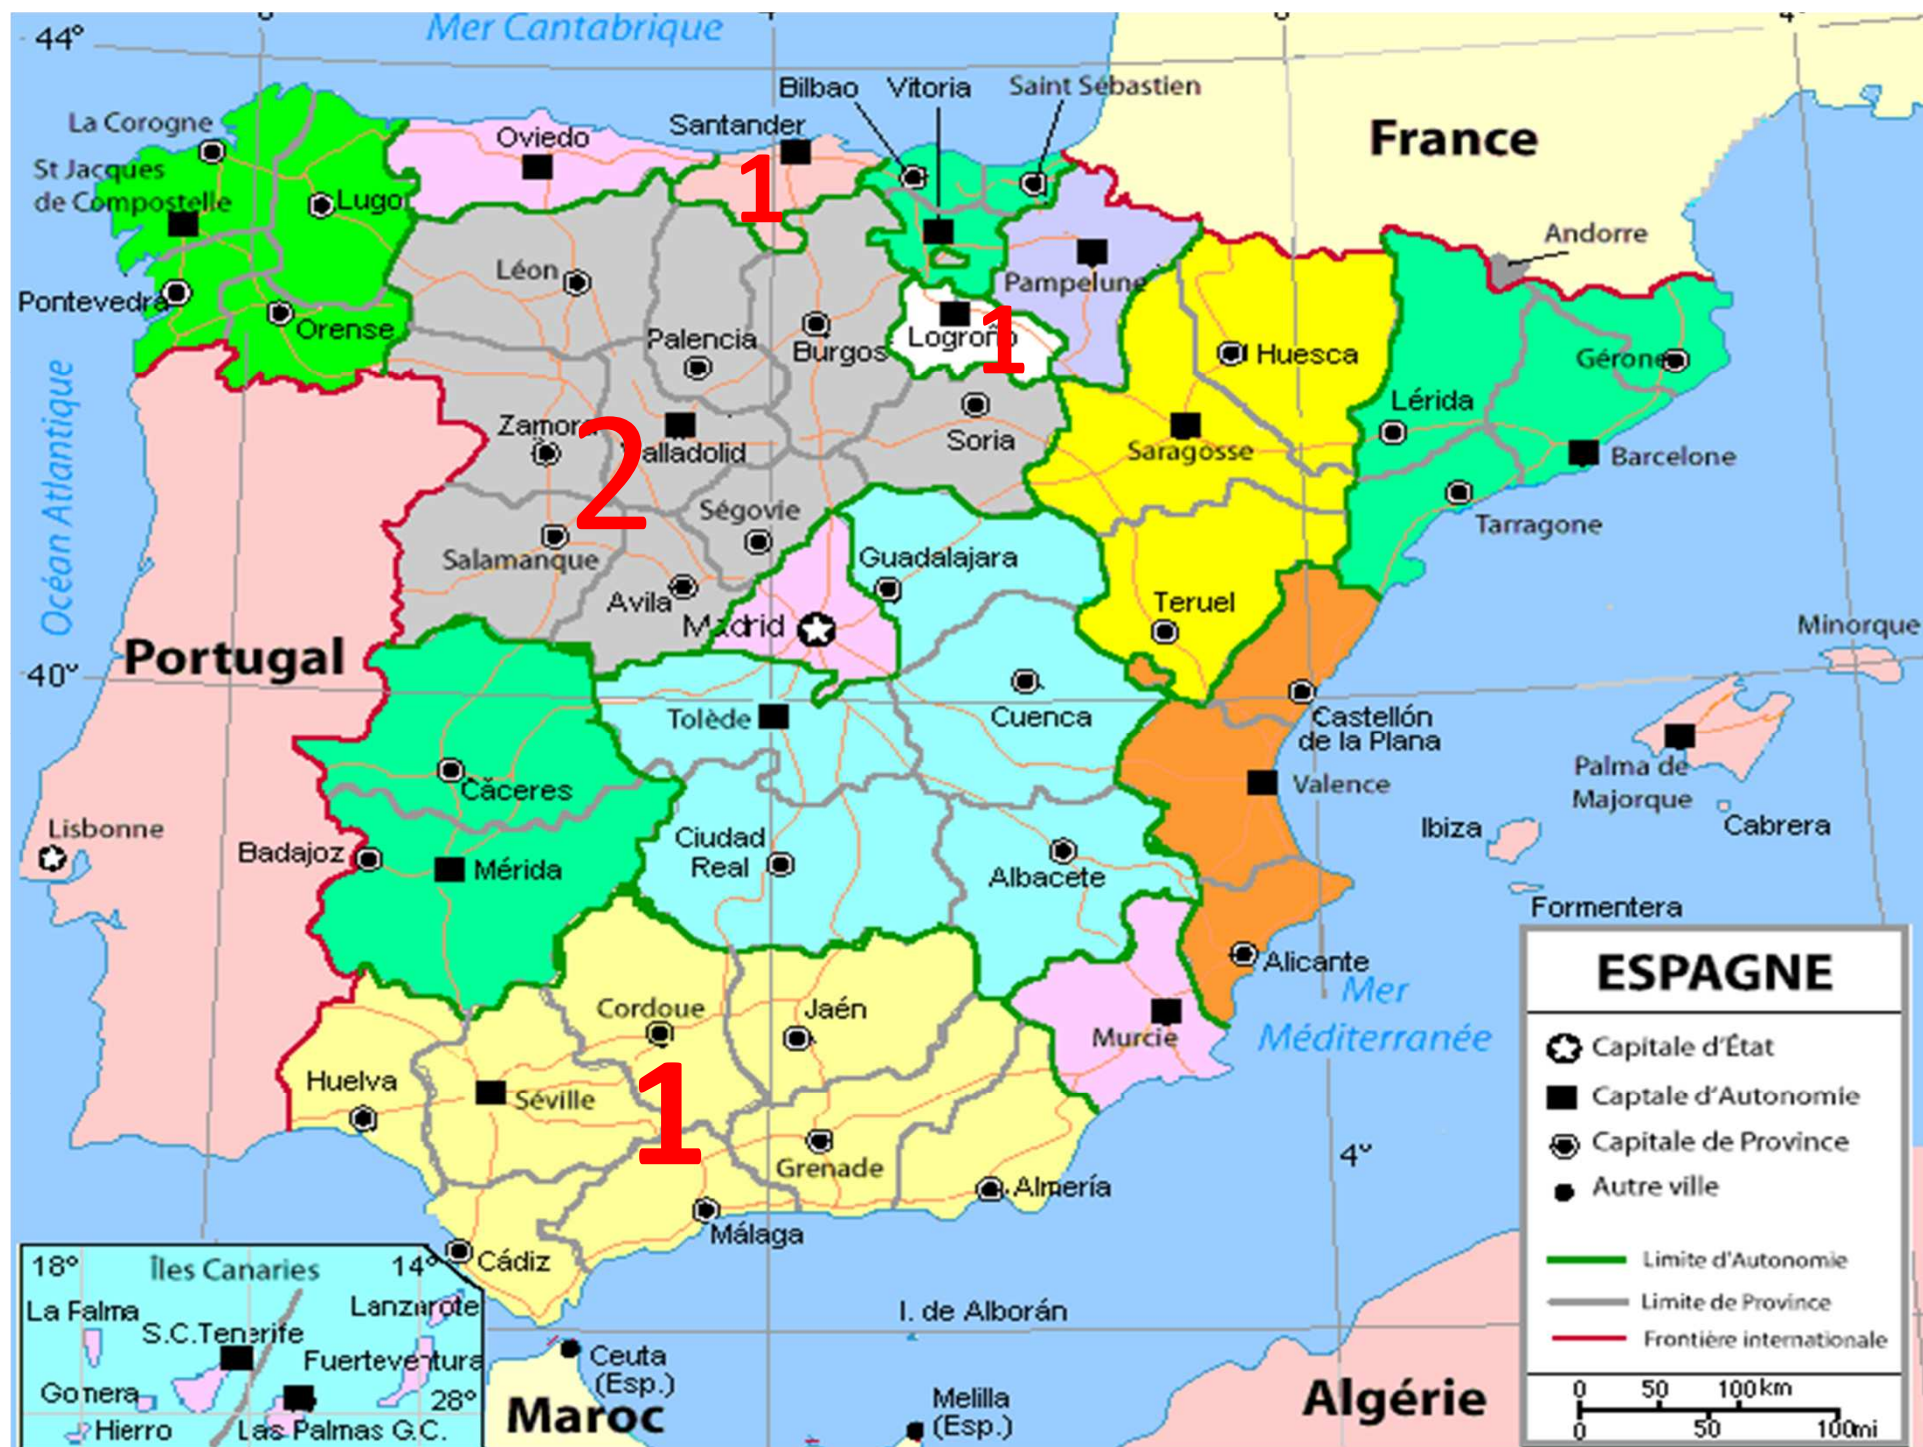 Mer Cantabrique
44°
Bilbao
Vitoria
Saint Sébastien
La Corogne
Santander
Oviedo
France
St Jacques
de Compostelle
Lugo
1
Andorre
Léon
Pampelune
Pontevedra
Orense
Palencia
Burgos
Logroño
1
Huesca
Gérone
Océan Atlantique
Lérida
Zamora
2
alladolid
Soria
Saragosse
Barcelone
Ségovie
Tarragone
Salamanque
Guadalajara
Avila
Teruel
Madrid
Minorque
Portugal
40°
Tolède
Cuenca
Castellón
de la Plana
Palma de
Majorque
Valence
Cáceres
Ibiza
Cabrera
Lisbonne
Ciudad
Real
Badajoz
Mérida
Albacete
Formentera
Alicante
Mer
Méditerranée
Cordoue
Jaén
Murcie
Huelva
Séville
1
Grenade
Almería
4°
Málaga
Cádiz
I. de Alborán
Ceuta
(Esp.)
Melilla
(Esp.)
Maroc
Algérie
18°
Îles Canaries
14°
La Palma
Lanzarote
S.C.Tenerife
Fuerteventura
Gomera
28°
Hierro
Las Palmas G.C.
ESPAGNE
Capitale d'État
Captale d'Autonomie
Capitale de Province
Autre ville
Limite d'Autonomie
Limite de Province
Frontière internationale
0 50 100km
0 50 100mi